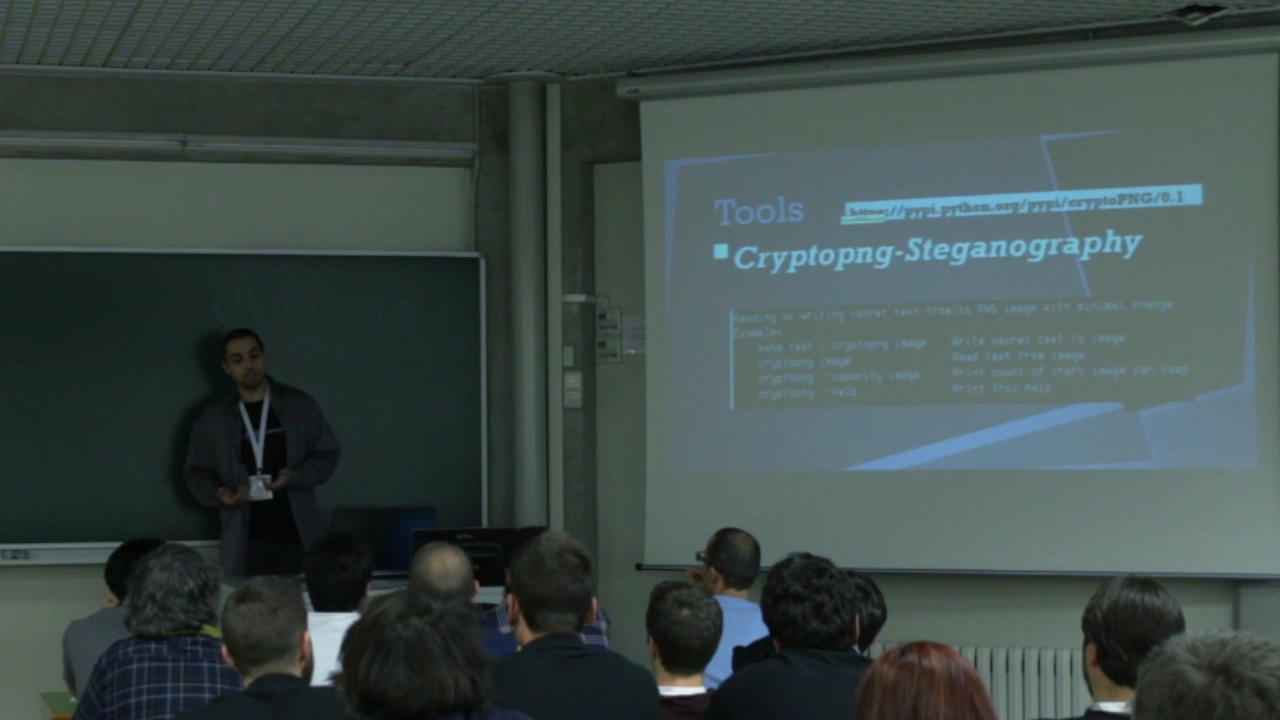 Tools
https://pypi.python.org/pypi/cryptoPNG/0.1
Cryptopng-Steganography
Reading or writing secret text from/to PNG image with minimal change
Examples
echo text | cryptopng image Write secret text to image
cryptopng image Read text from image
cryptopng --capacity image Print count of chars image can keep
cryptopng --help Print this help